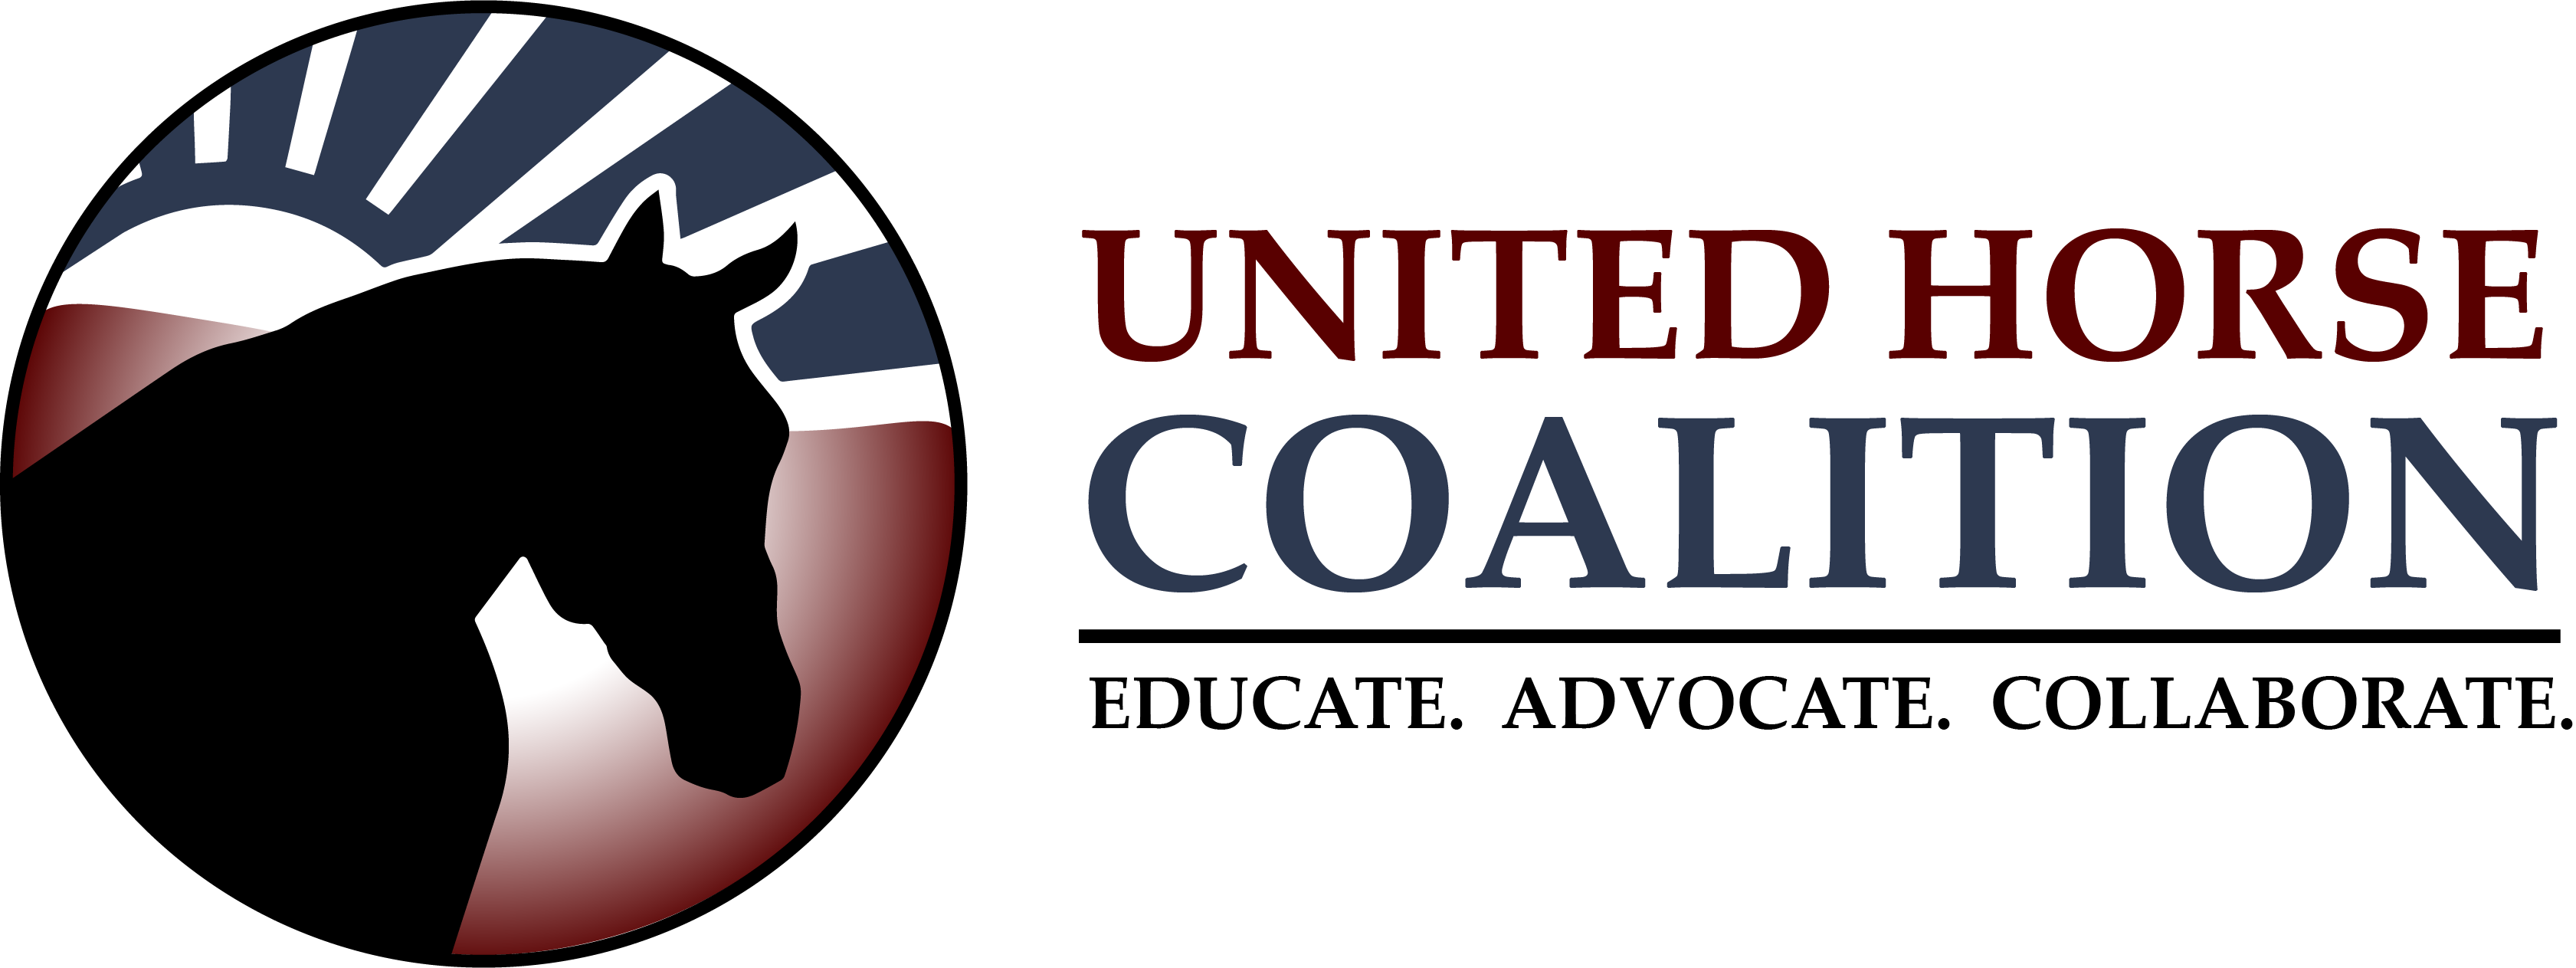 UNITED HORSE
COALITION
EDUCATE. ADVOCATE. COLLABORATE.